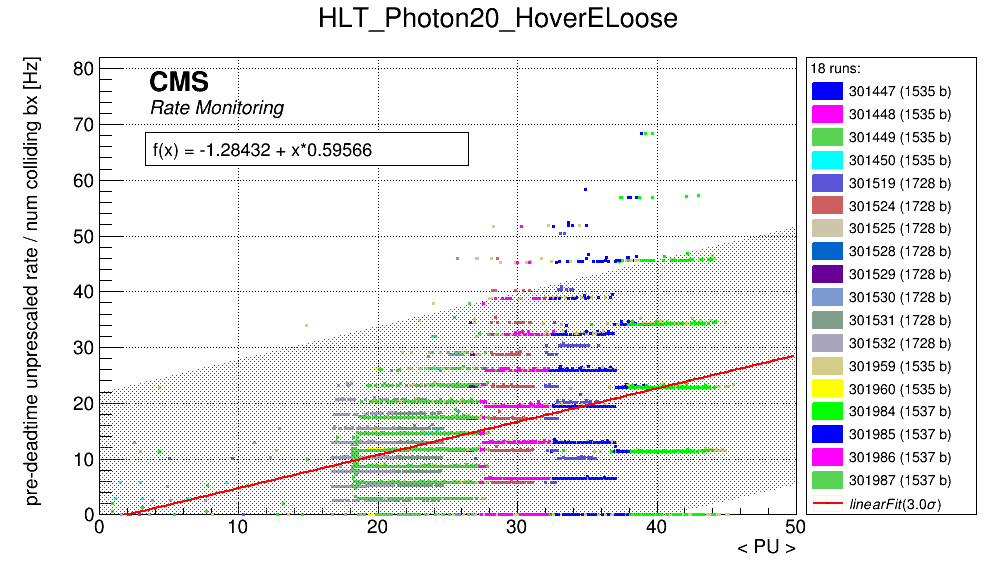 HLT_Photon20_HoverELoose
pre-deadtime unprescaled rate / num colliding bx [Hz]
80
70
60
50
40
30
20
10
0
CMS
Rate Monitoring
f(x) = -1.28432 + x*0.59566
0 10 20 30 40 50
< PU >
18 runs:
301447 (1535 b)
301448 (1535 b)
301449 (1535 b)
301450 (1535 b)
301519 (1728 b)
301524 (1728 b)
301525 (1728 b)
301528 (1728 b)
301529 (1728 b)
301530 (1728 b)
301531 (1728 b)
301532 (1728 b)
301959 (1535 b)
301960 (1535 b)
301984 (1537 b)
301985 (1537 b)
301986 (1537 b)
301987 (1537 b)
linearFit(3.0σ)